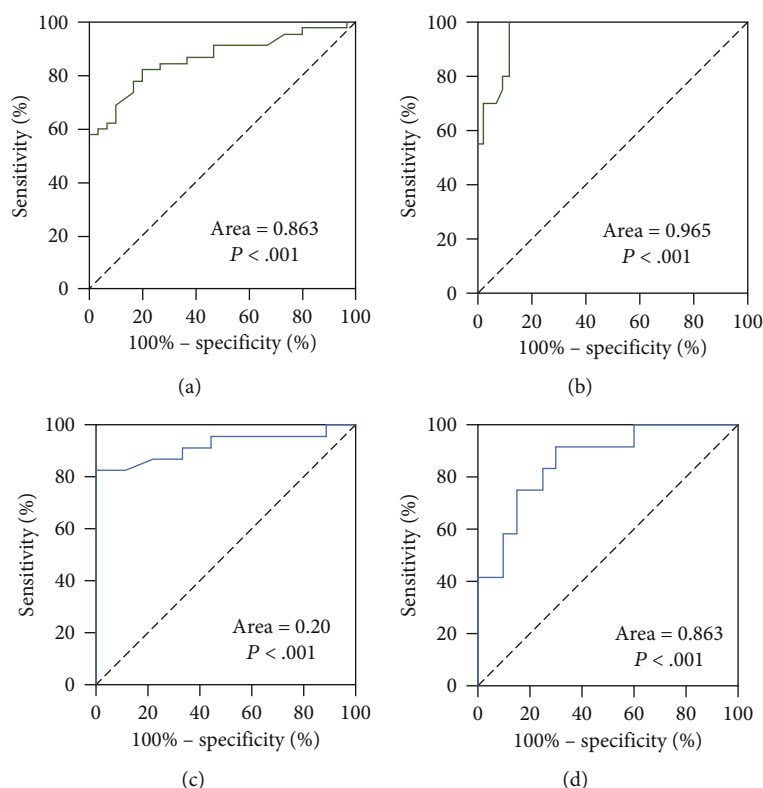 100
80
60
40
20
0
Sensitivity (%)
Area = 0.863
P < .001
0 20 40 60 80 100
100% – specificity (%)
(a)
100
80
60
40
20
0
Sensitivity (%)
Area = 0.965
P < .001
0 20 40 60 80 100
100% – specificity (%)
(b)
100
80
60
40
20
0
Sensitivity (%)
Area = 0.20
P < .001
0 20 40 60 80 100
100% – specificity (%)
(c)
100
80
60
40
20
0
Sensitivity (%)
Area = 0.863
P < .001
0 20 40 60 80 100
100% – specificity (%)
(d)